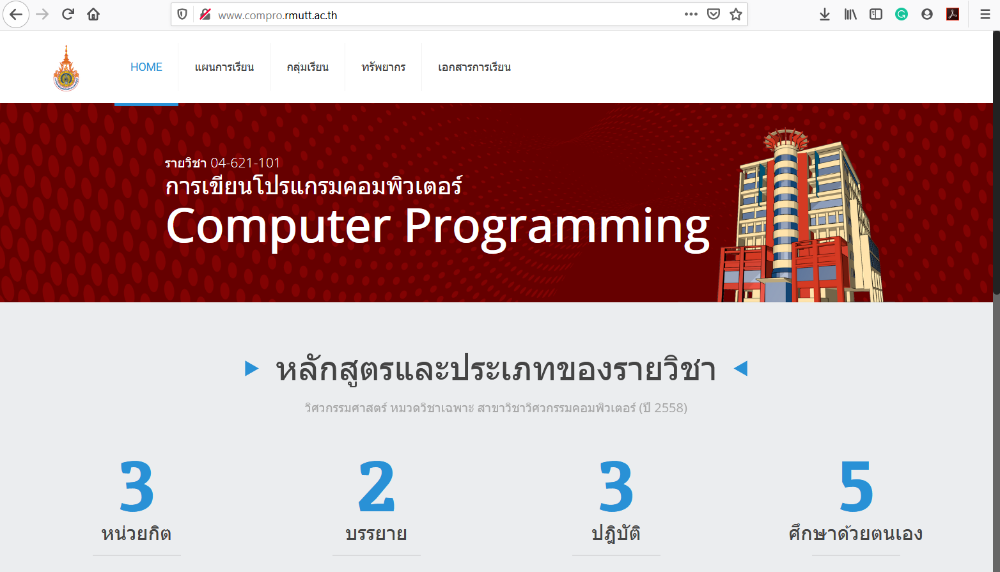 www.compro.rmutt.ac.th
HOME
แผนการเรียน
กลุ่มเรียน
ทรัพยากร
เอกสารการเรียน
รายวิชา 04-621-101
การเขียนโปรแกรมคอมพิวเตอร์
Computer Programming
หลักสูตรและประเภทของรายวิชา
วิศวกรรมศาสตร์ หมวดวิชาเฉพาะ สาขาวิชาวิศวกรรมคอมพิวเตอร์ (ปี 2558)
3
หน่วยกิต
2
บรรยาย
3
ปฎิบัติ
5
ศึกษาด้วยตนเอง